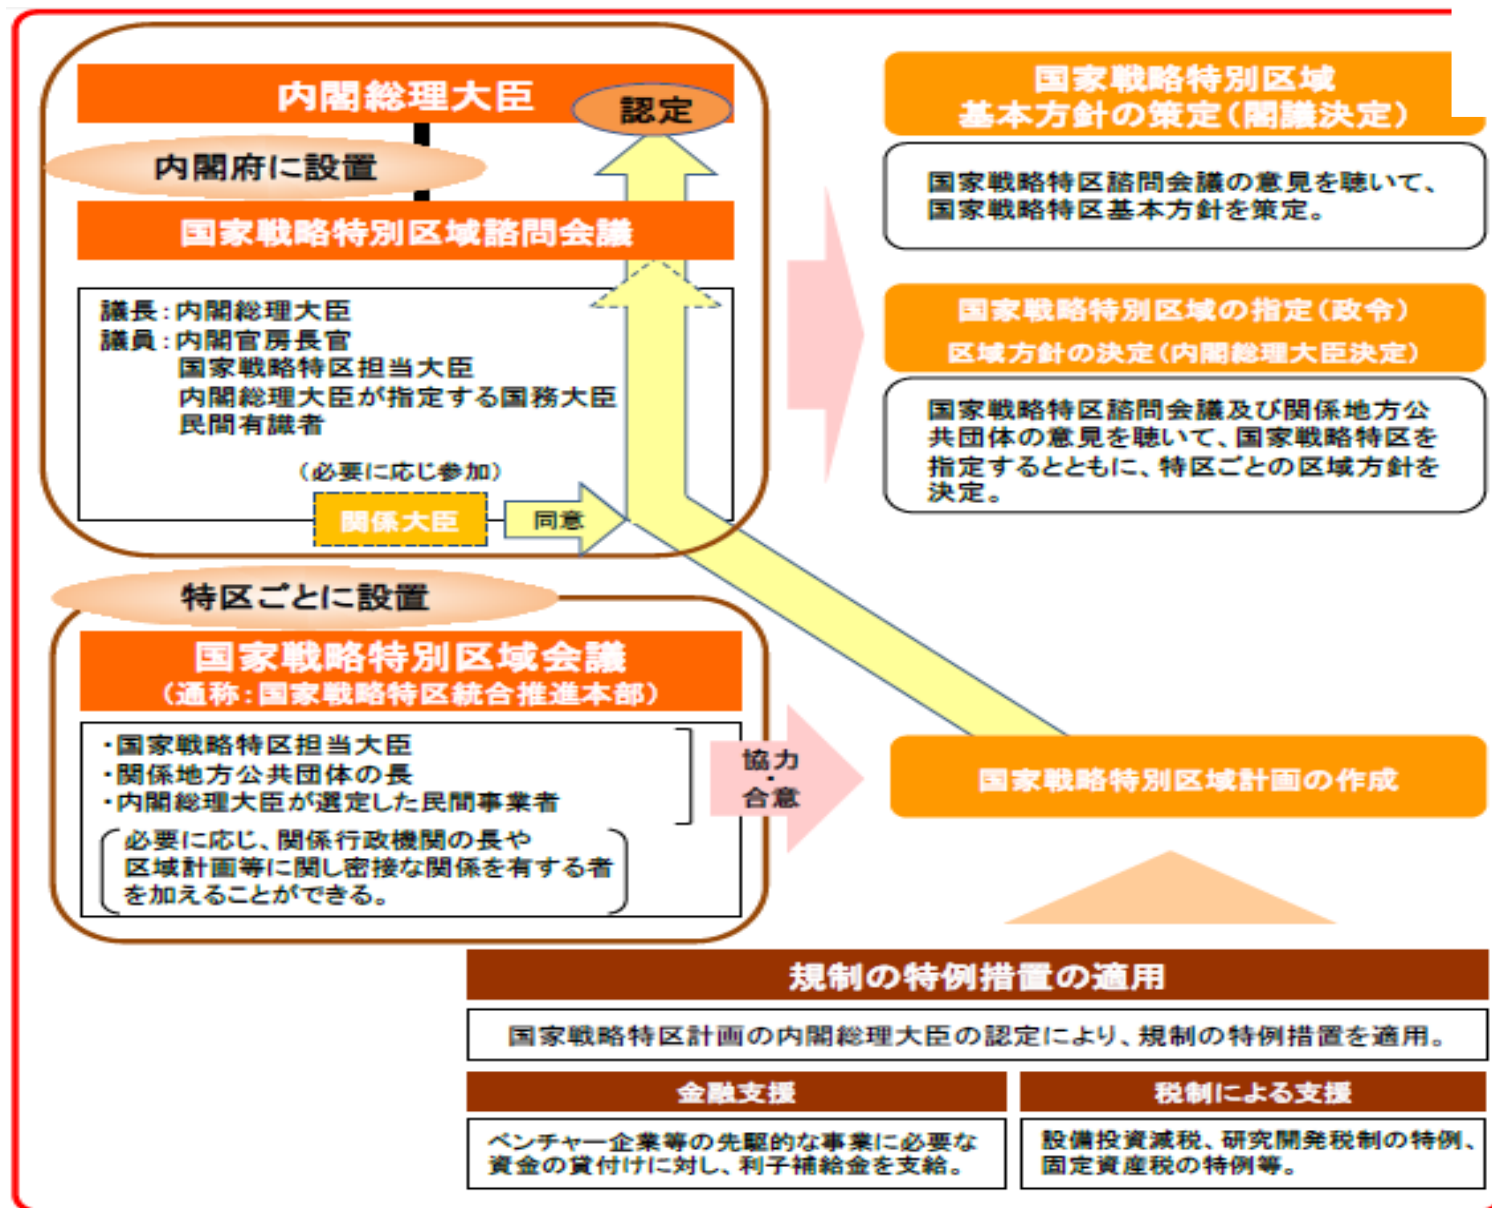 内閣総理大臣
認定
内閣府に設置
国家戦略特別区域諮問会議
議長：内閣総理大臣
議員：内閣官房長官
国家戦略特区担当大臣
内閣総理大臣が指定する国務大臣
民間有識者
（必要に応じ参加）
関係大臣
同意
国家戦略特別区域
基本方針の策定（閣議決定）
国家戦略特区諮問会議の意見を聴いて、
国家戦略特区基本方針を策定。
国家戦略特別区域の指定（政令）
区域方針の決定（内閣総理大臣決定）
国家戦略特区諮問会議及び関係地方公
共団体の意見を聴いて、国家戦略特区を
指定するとともに、特区ごとの区域方針を
決定。
特区ごとに設置
国家戦略特別区域会議
（通称：国家戦略特区統合推進本部）
・国家戦略特区担当大臣
・関係地方公共団体の長
・内閣総理大臣が選定した民間事業者
必要に応じ、関係行政機関の長や
区域計画等に関し密接な関係を有する者
を加えることができる。
協力
・
合意
国家戦略特別区域計画の作成
規制の特例措置の適用
国家戦略特区計画の内閣総理大臣の認定により、規制の特例措置を適用。
金融支援
ベンチャー企業等の先駆的な事業に必要な
資金の貸付けに対し、利子補給金を支給。
税制による支援
設備投資減税、研究開発税制の特例、
固定資産税の特例等。